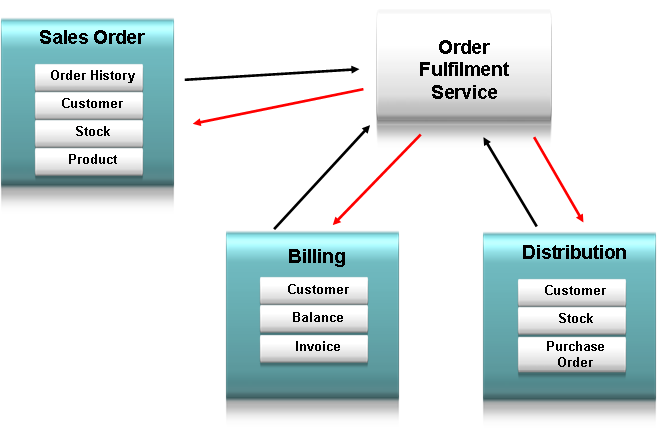 Sales Order
Order History
Customer
Stock
Product
Order
Fulfilment
Service
Billing
Customer
Balance
Invoice
Distribution
Customer
Stock
Purchase
Order